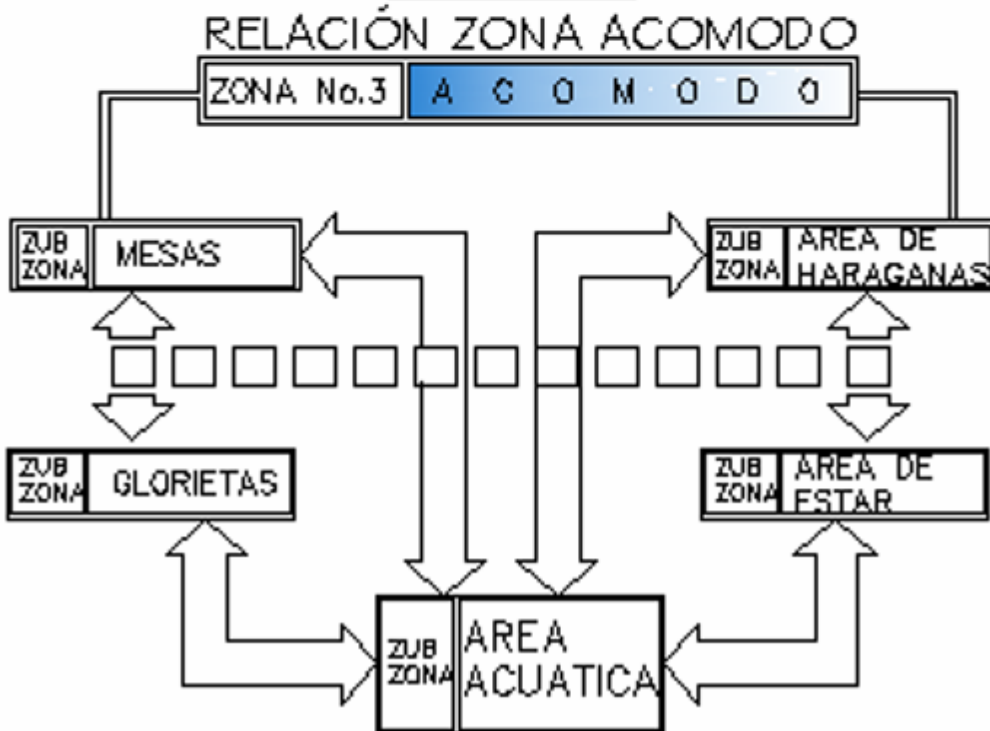 RELACIÓN ZONA ACOMODO
ZONA No.3 A C O M O D O
ZUB
ZONA
MESAS
ZUB
ZONA
AREA DE
HARAGANAS
ZUB
ZONA
GLORIETAS
ZUB
ZONA
AREA DE
ESTAR
ZUB
ZONA
AREA
ACUATICA